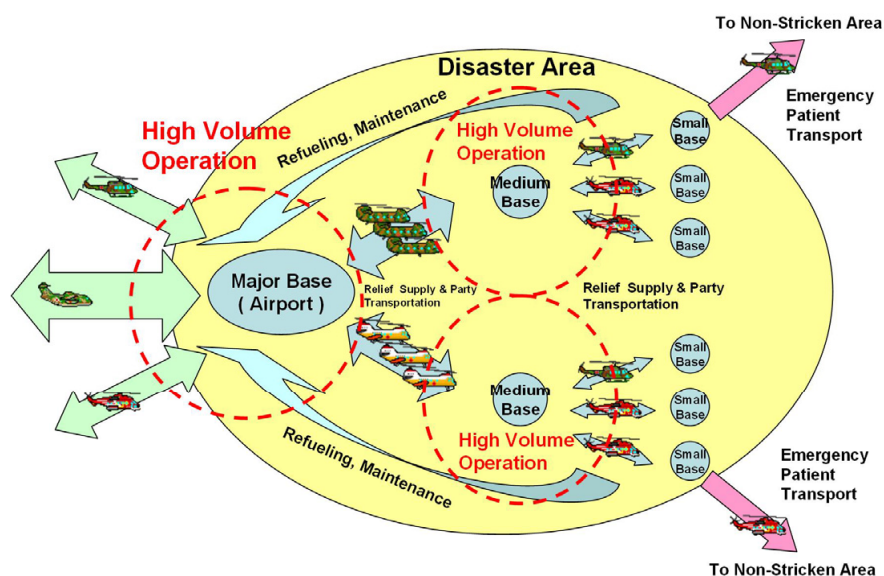 To Non-Stricken Area
Disaster Area
Emergency
Patient
Transport
High Volume
Operation
Refueling, Maintenance
High Volume
Operation
Medium
Base
Small
Base
Small
Base
Small
Base
Major Base
( Airport )
Relief Supply & Party
Transportation
Relief Supply & Party
Transportation
Medium
Base
Small
Base
Small
Base
Small
Base
High Volume
Operation
Refueling, Maintenance
Emergency
Patient
Transport
To Non-Stricken Area